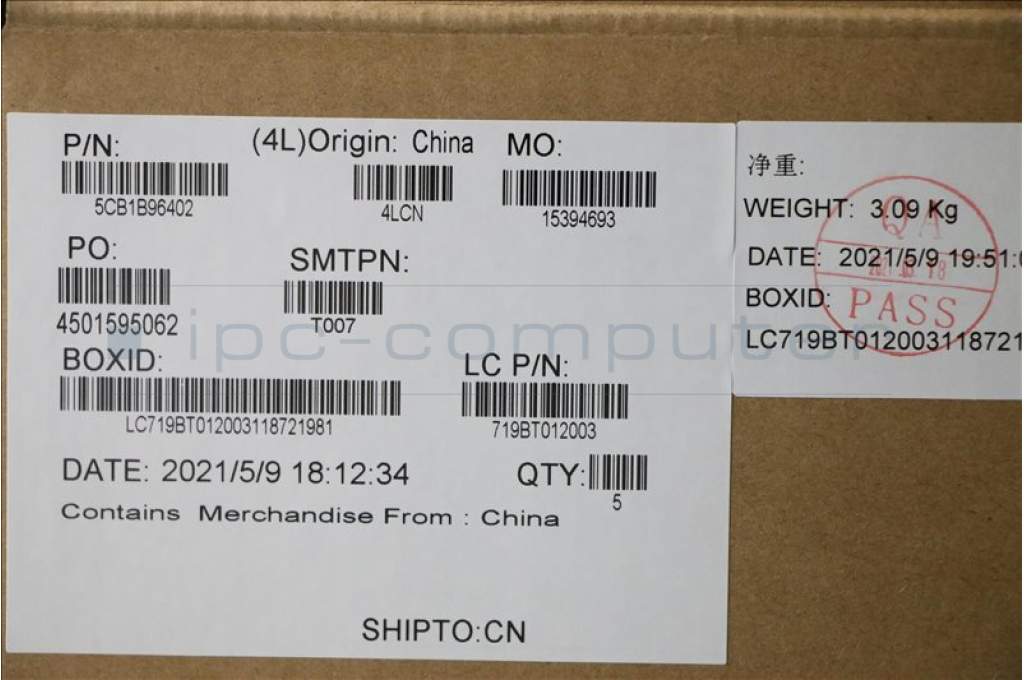 P/N: (4L)Origin: China MO:
5CB1B96402 4LCN 15394693
PO: SMTPN:
4501595062 T007
BOXID: LC P/N:
LC719BT012003118721981 719BT012003
DATE: 2021/5/9 18:12:34 QTY:
5
Contains Merchandise From : China
SHIPTO:CN
净重:
WEIGHT: 3.09 Kg
DATE: 2021/5/9 19:51:
BOXID:
LC719BT012003118721
QA
PASS
ipc-computer